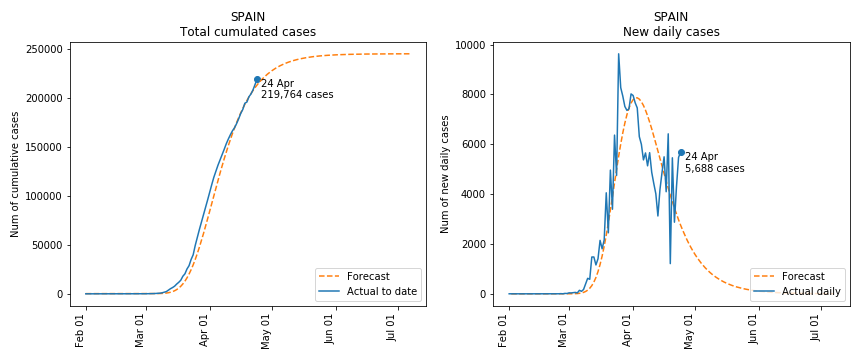 SPAIN
Total cumulated cases
Num of cumulative cases
250000
200000
150000
100000
50000
0
24 Apr
219,764 cases
Forecast
Actual to date
Feb 01
Mar 01
Apr 01
May 01
Jun 01
Jul 01
SPAIN
New daily cases
Num of new daily cases
10000
8000
6000
4000
2000
0
24 Apr
5,688 cases
Forecast
Actual daily
Feb 01
Mar 01
Apr 01
May 01
Jun 01
Jul 01